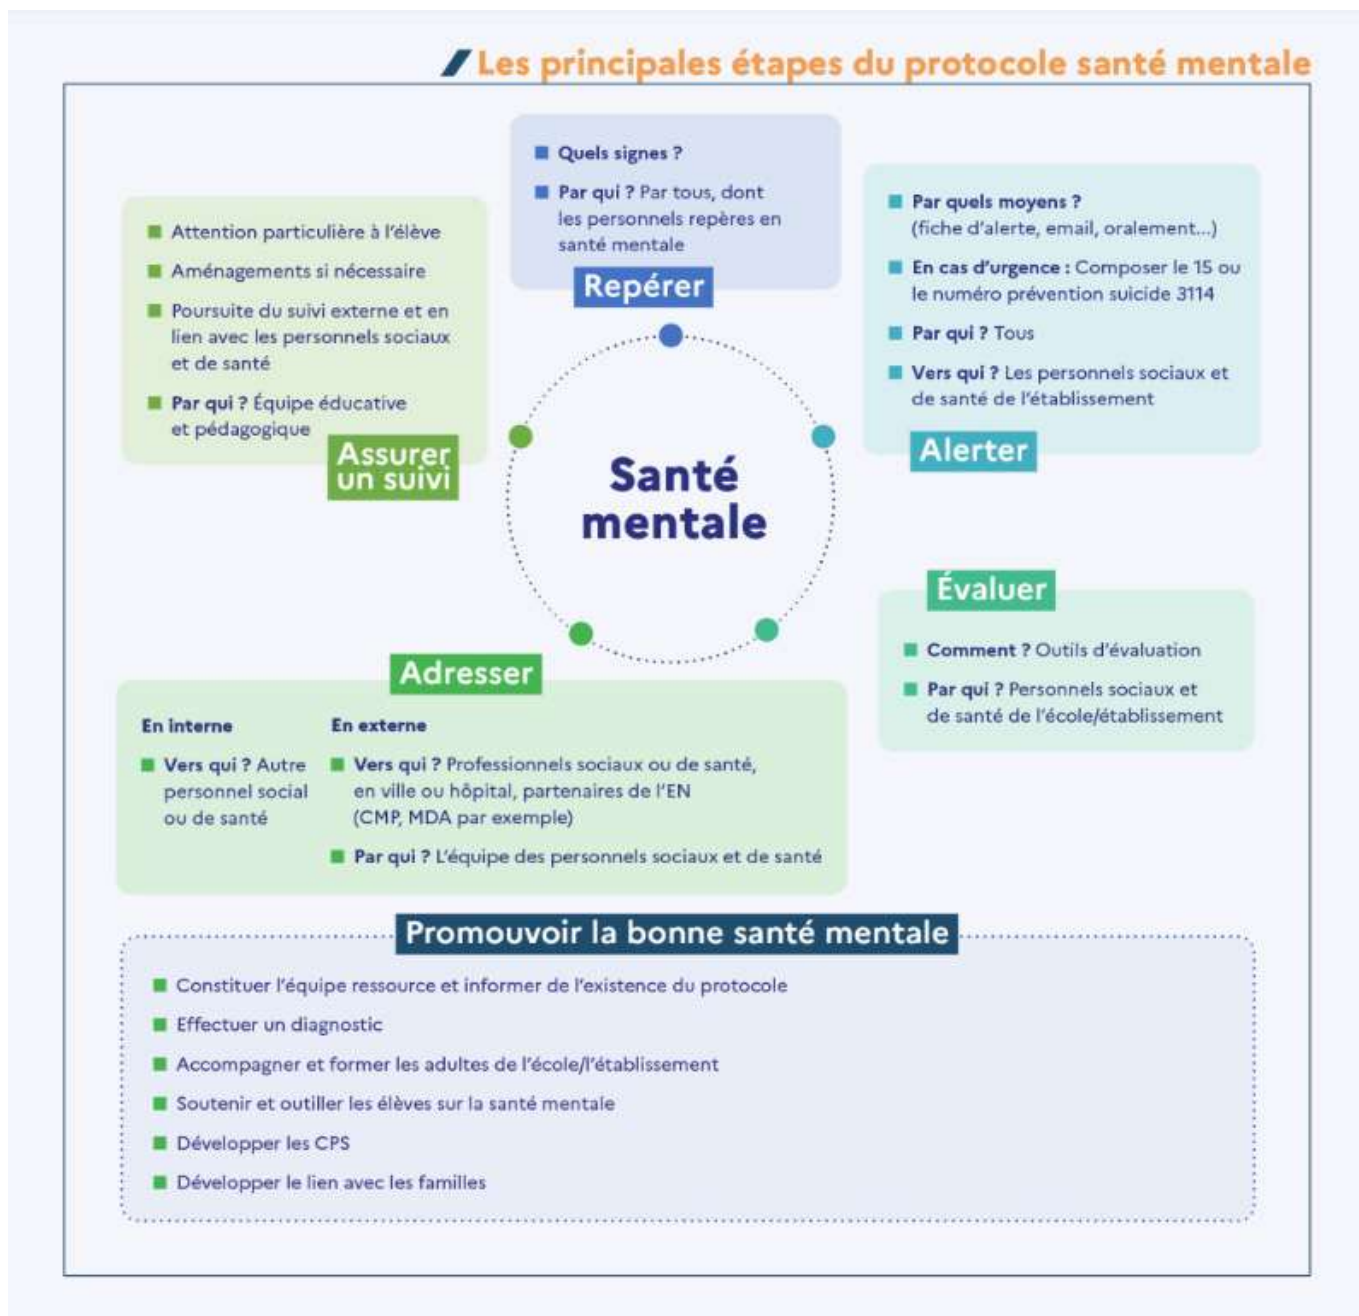 Les principales étapes du protocole santé mentale
Quels signes ?
Par qui ? Par tous, dont
les personnels repères en
santé mentale
Repérer
Par quels moyens ?
(fiche d'alerte, email, oralement...)
En cas d'urgence : Composer le 15 ou
le numéro prévention suicide 3114
Par qui ? Tous
Vers qui ? Les personnels sociaux et
de santé de l'établissement
Alerter
Évaluer
Comment ? Outils d'évaluation
Par qui ? Personnels sociaux et
de santé de l'école/établissement
Adresser
En interne
Vers qui ? Autre
personnel social
ou de santé
En externe
Vers qui ? Professionnels sociaux ou de santé,
en ville ou hôpital, partenaires de l'EN
(CMP, MDA par exemple)
Par qui ? L'équipe des personnels sociaux et de santé
Attention particulière à l'élève
Aménagements si nécessaire
Poursuite du suivi externe et en
lien avec les personnels sociaux
et de santé
Par qui ? Équipe éducative
et pédagogique
Assurer
un suivi
Santé
mentale
Promouvoir la bonne santé mentale
Constituer l'équipe ressource et informer de l'existence du protocole
Effectuer un diagnostic
Accompagner et former les adultes de l'école/l'établissement
Soutenir et outiller les élèves sur la santé mentale
Développer les CPS
Développer le lien avec les familles